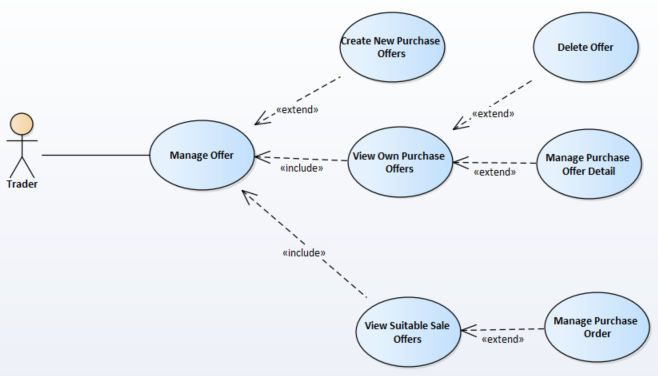 Create New Purchase
Offers
Delete Offer
«extend»
«extend»
Manage Offer
View Own Purchase
Offers
Manage Purchase
Offer Detail
«include»
«extend»
Trader
«include»
View Suitable Sale
Offers
Manage Purchase
Order
«extend»